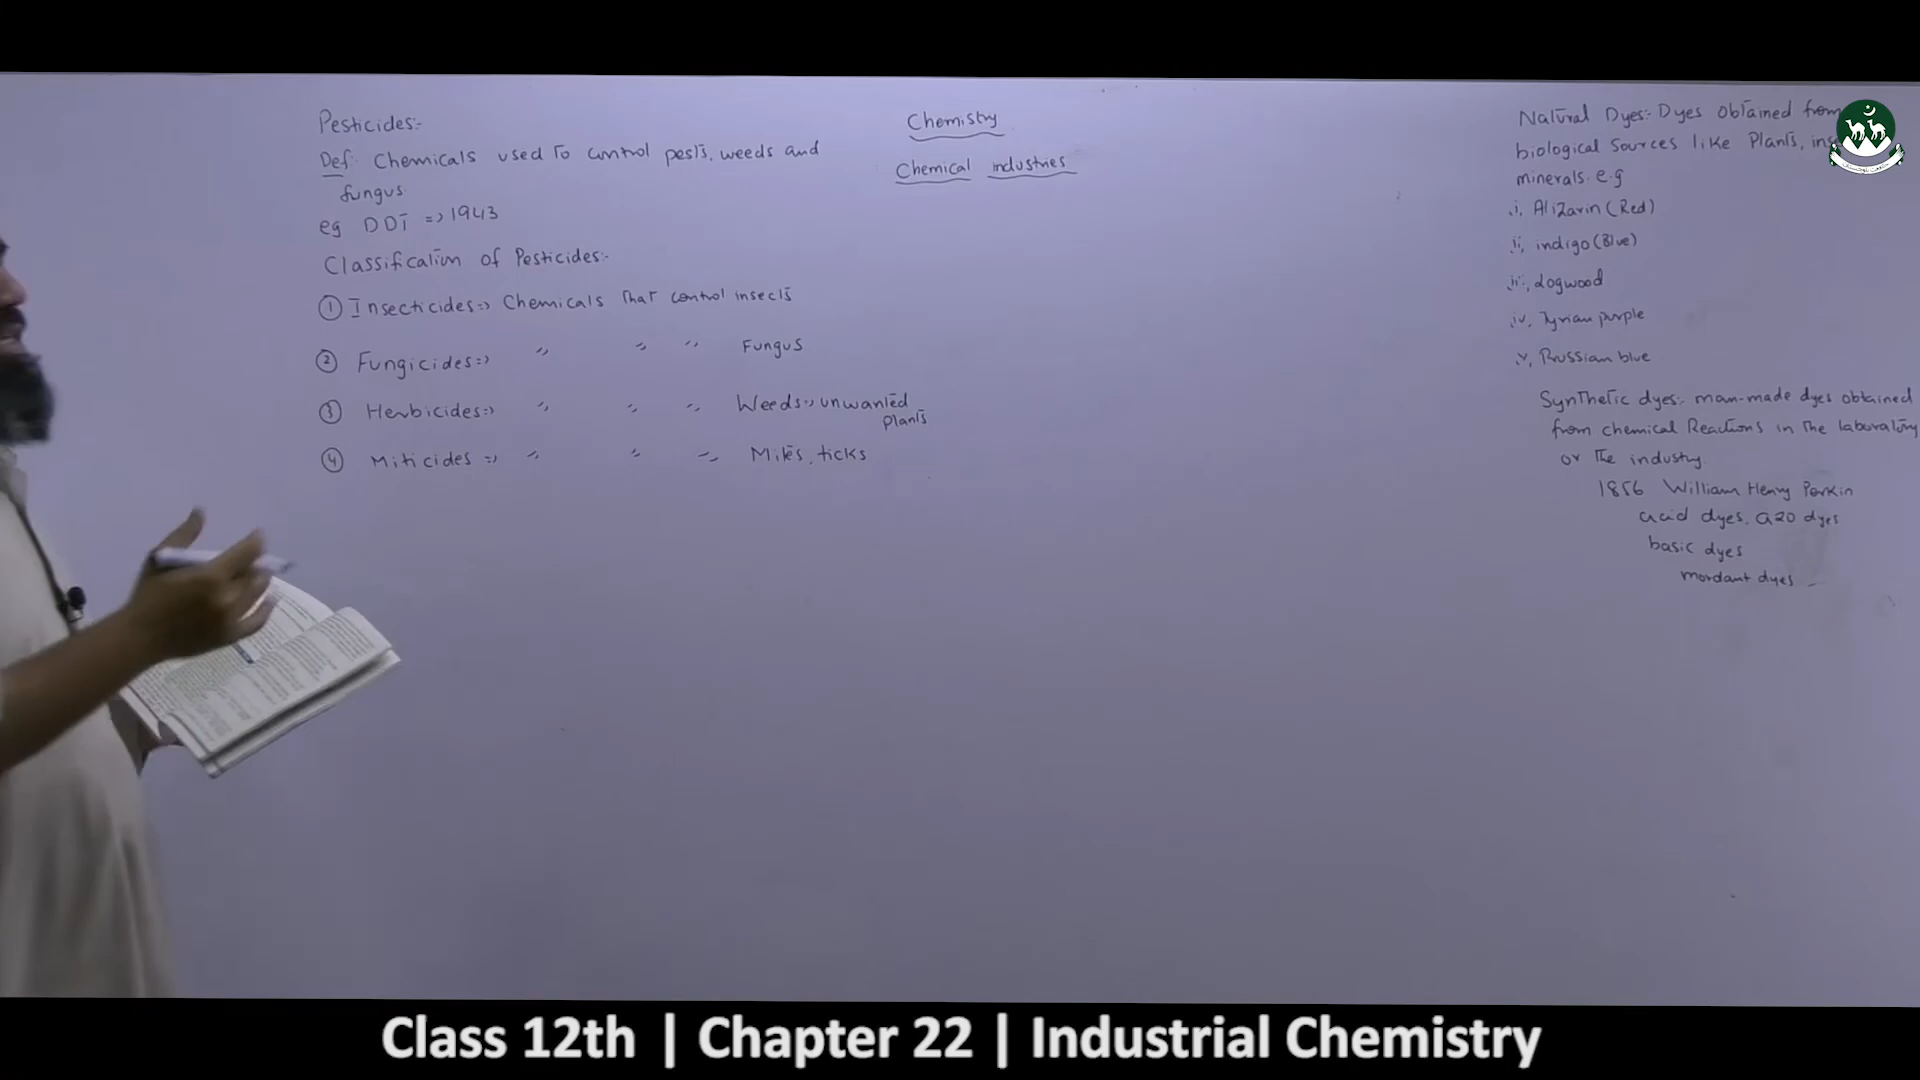 Chemistry
Chemical industries
Pesticides:-
Def: Chemicals used to control pests, weeds and
fungus.
eg DDT => 1943
Classification of Pesticides:-
① Insecticides => Chemicals that control insects
② Fungicides => " " " Fungus
③ Herbicides => " " " Weeds => unwanted
plants
④ Miticides => " " " Mites, ticks
Natural Dyes:- Dyes obtained from
biological Sources like Plants,
minerals. e.g
i, Alizarin (Red)
ii, indigo (Blue)
iii, Logwood
iv, Tyrian purple
v, Prussian blue
Synthetic dyes:- man-made dyes obtained
from chemical Reactions in the laboratory
or the industry.
1856 William Henry Perkin
acid dyes, azo dyes
basic dyes
mordant dyes -
Class 12th | Chapter 22 | Industrial Chemistry